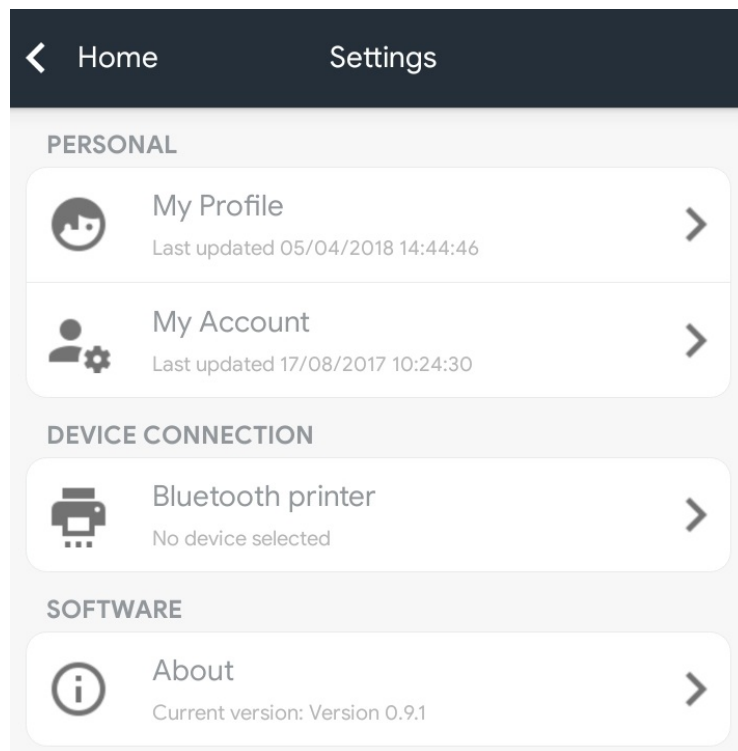 Home
Settings
PERSONAL
My Profile
Last updated 05/04/2018 14:44:46
My Account
Last updated 17/08/2017 10:24:30
DEVICE CONNECTION
Bluetooth printer
No device selected
SOFTWARE
About
Current version: Version 0.9.1